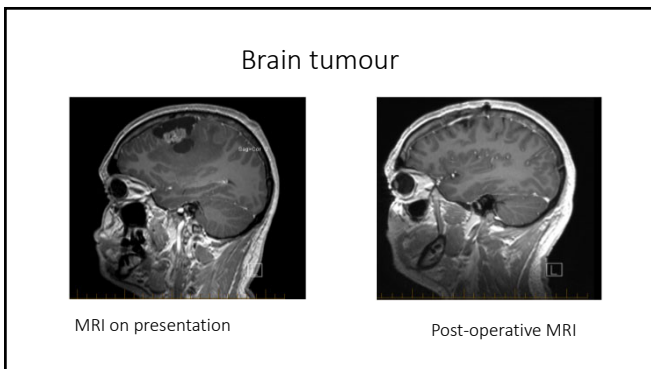 Brain tumour
L
MRI on presentation
Post-operative MRI